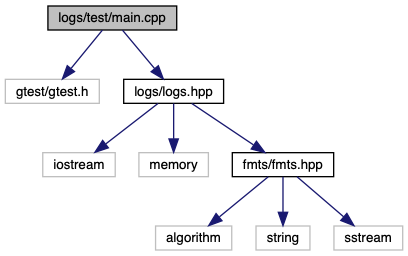 logs/test/main.cpp
gtest/gtest.h
logs/logs.hpp
iostream
memory
fmts/fmts.hpp
algorithm
string
sstream